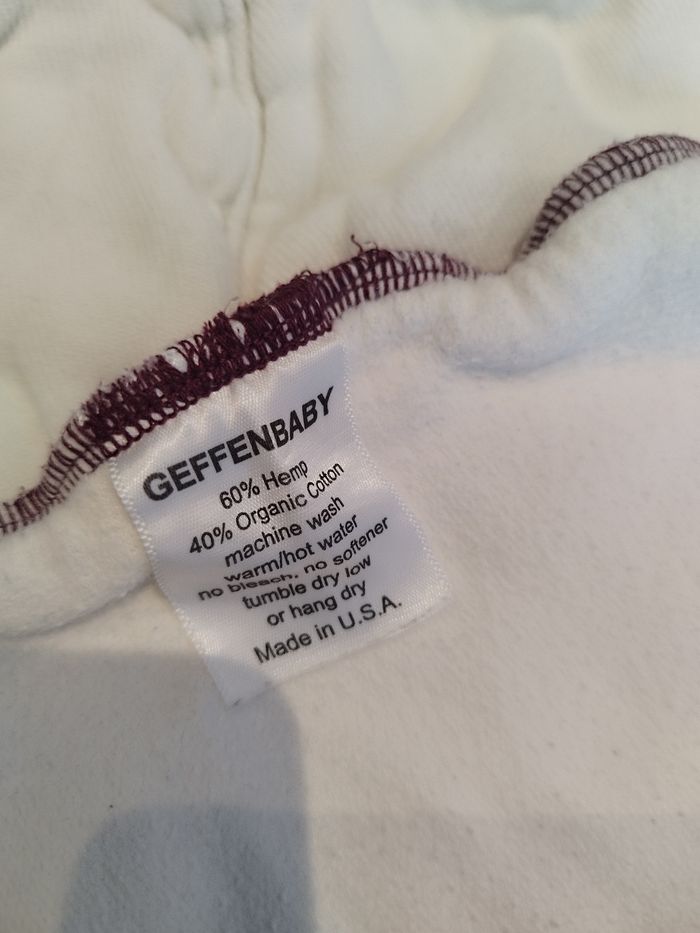 GEFFENBABY
60% Hemp
40% Organic Cotton
machine wash
warm/hot water
no bleach, no softener
tumble dry low
or hang dry
Made in U.S.A.